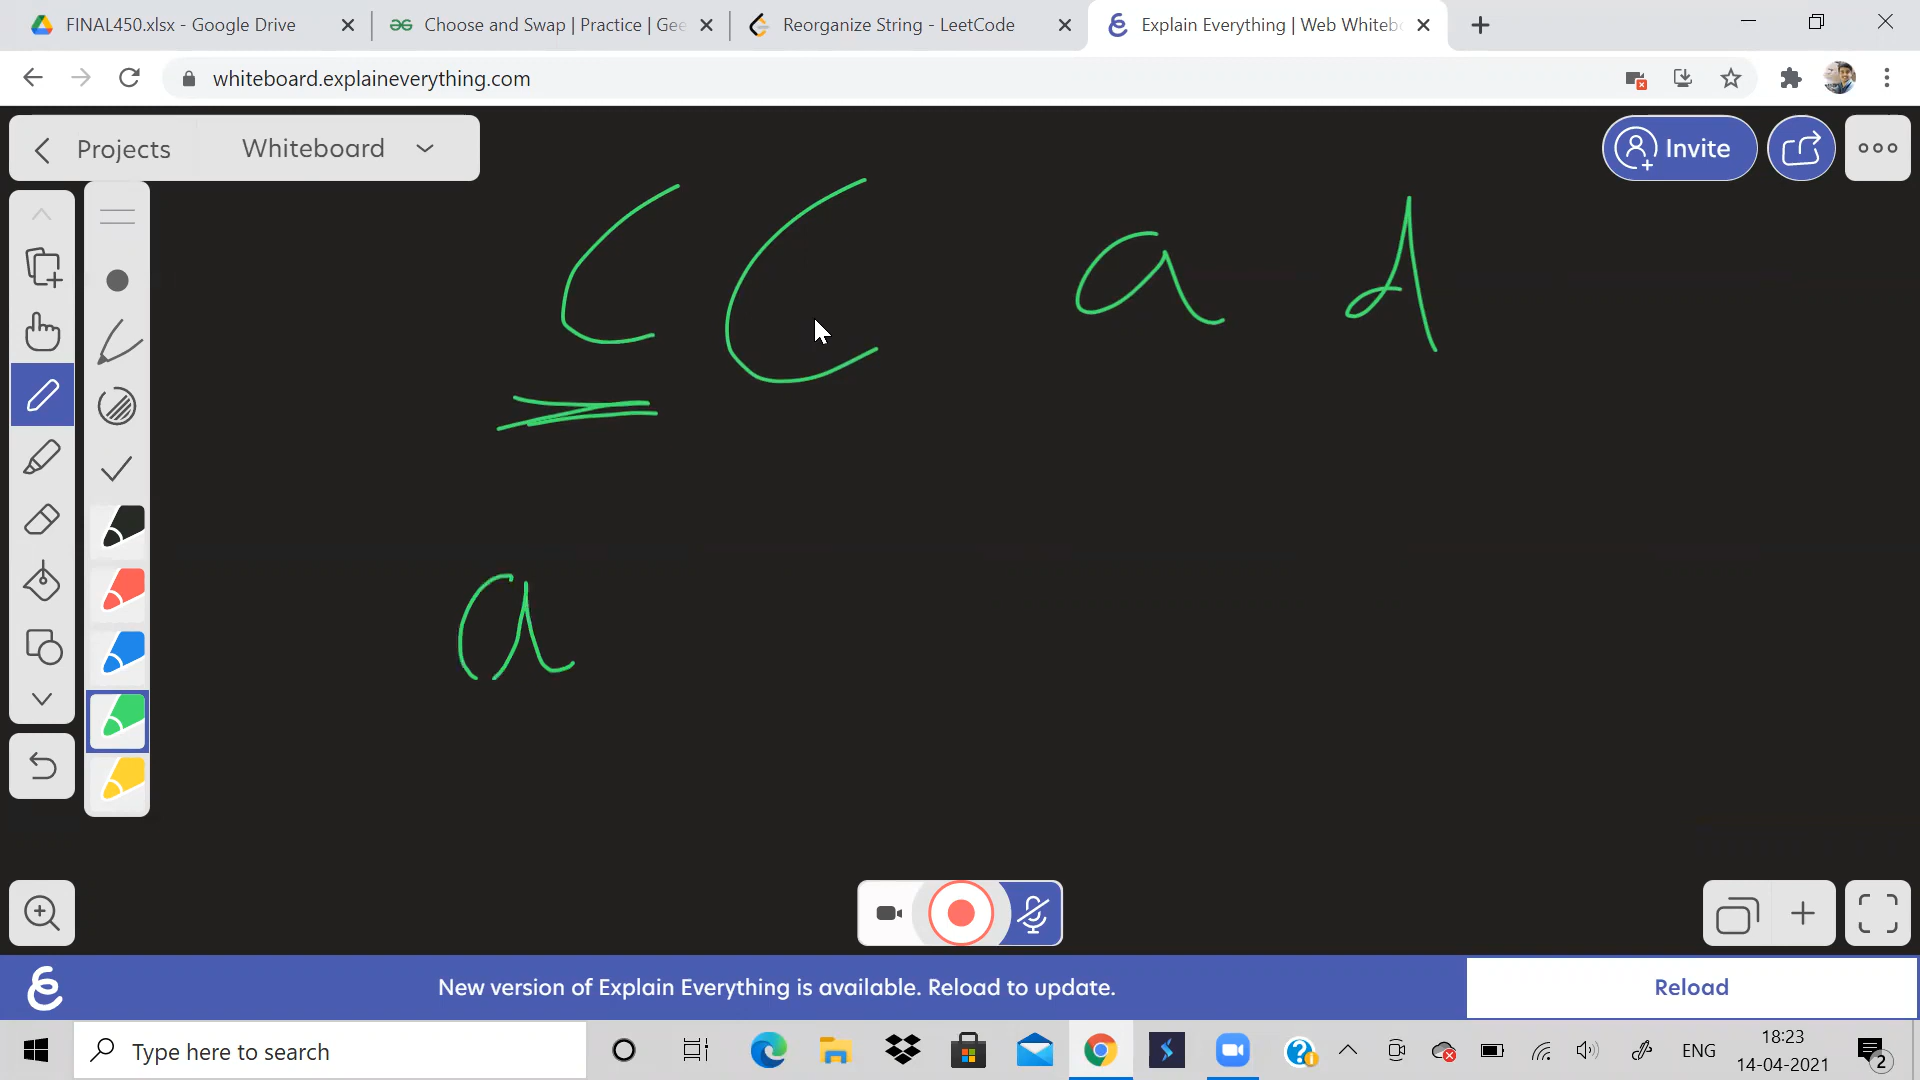 FINAL450.xlsx - Google Drive
Choose and Swap | Practice | Gee
Reorganize String - LeetCode
Explain Everything | Web Whitebo
whiteboard.explaineverything.com
Projects
Whiteboard
Invite
C C a d
a
New version of Explain Everything is available. Reload to update.
Reload
Type here to search
ENG
18:23
14-04-2021
2